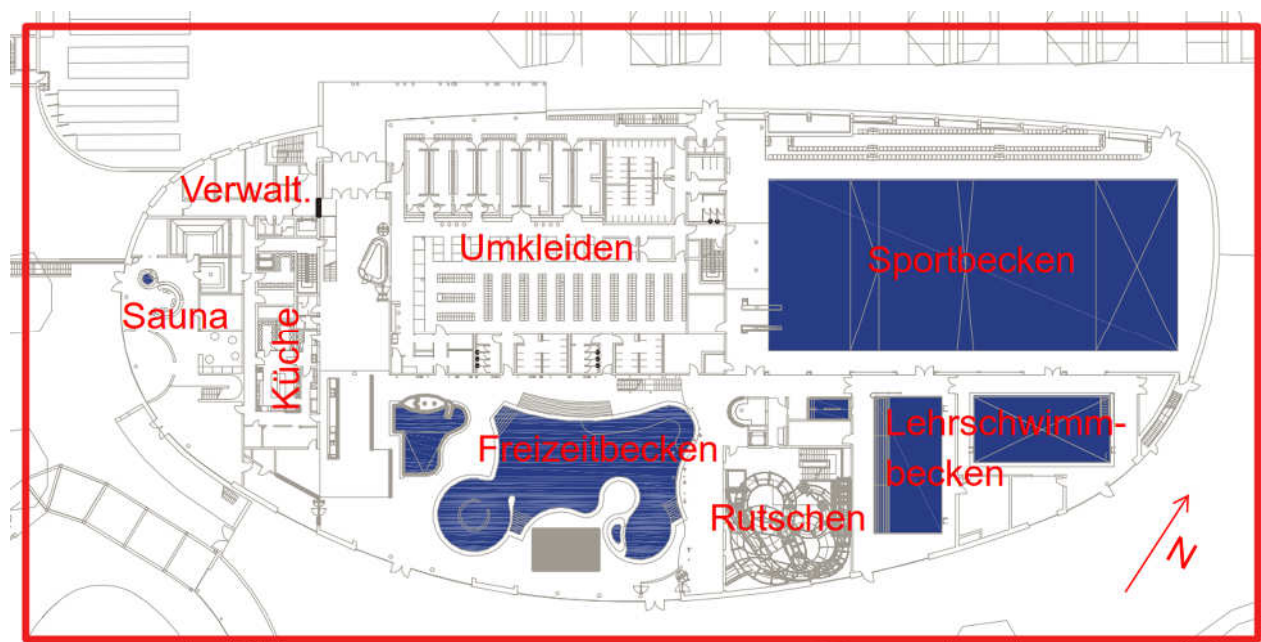 Verwalt.
Umkleiden
Sportbecken
Sauna
Küche
Freizeitbecken
Lehrschwimm-
becken
Rutschen
N